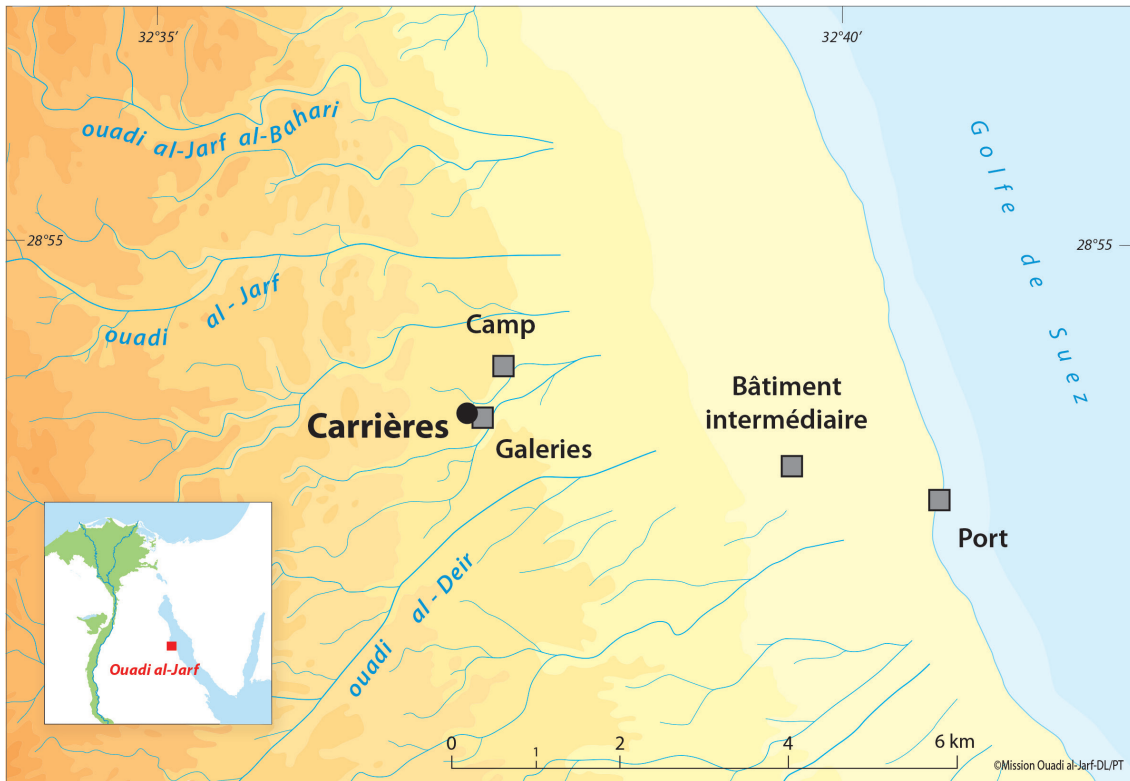 32°35′
32°40′
ouadi al-Jarf al-Bahari
Golfe de Suez
28°55
28°55
ouadi al-Jarf
Camp
Bâtiment
intermédiaire
Carrières
Galeries
Port
ouadi al-Deir
Ouadi al-Jarf
0
1
2
4
6 km
©Mission Ouadi al-Jarf-DL/PT